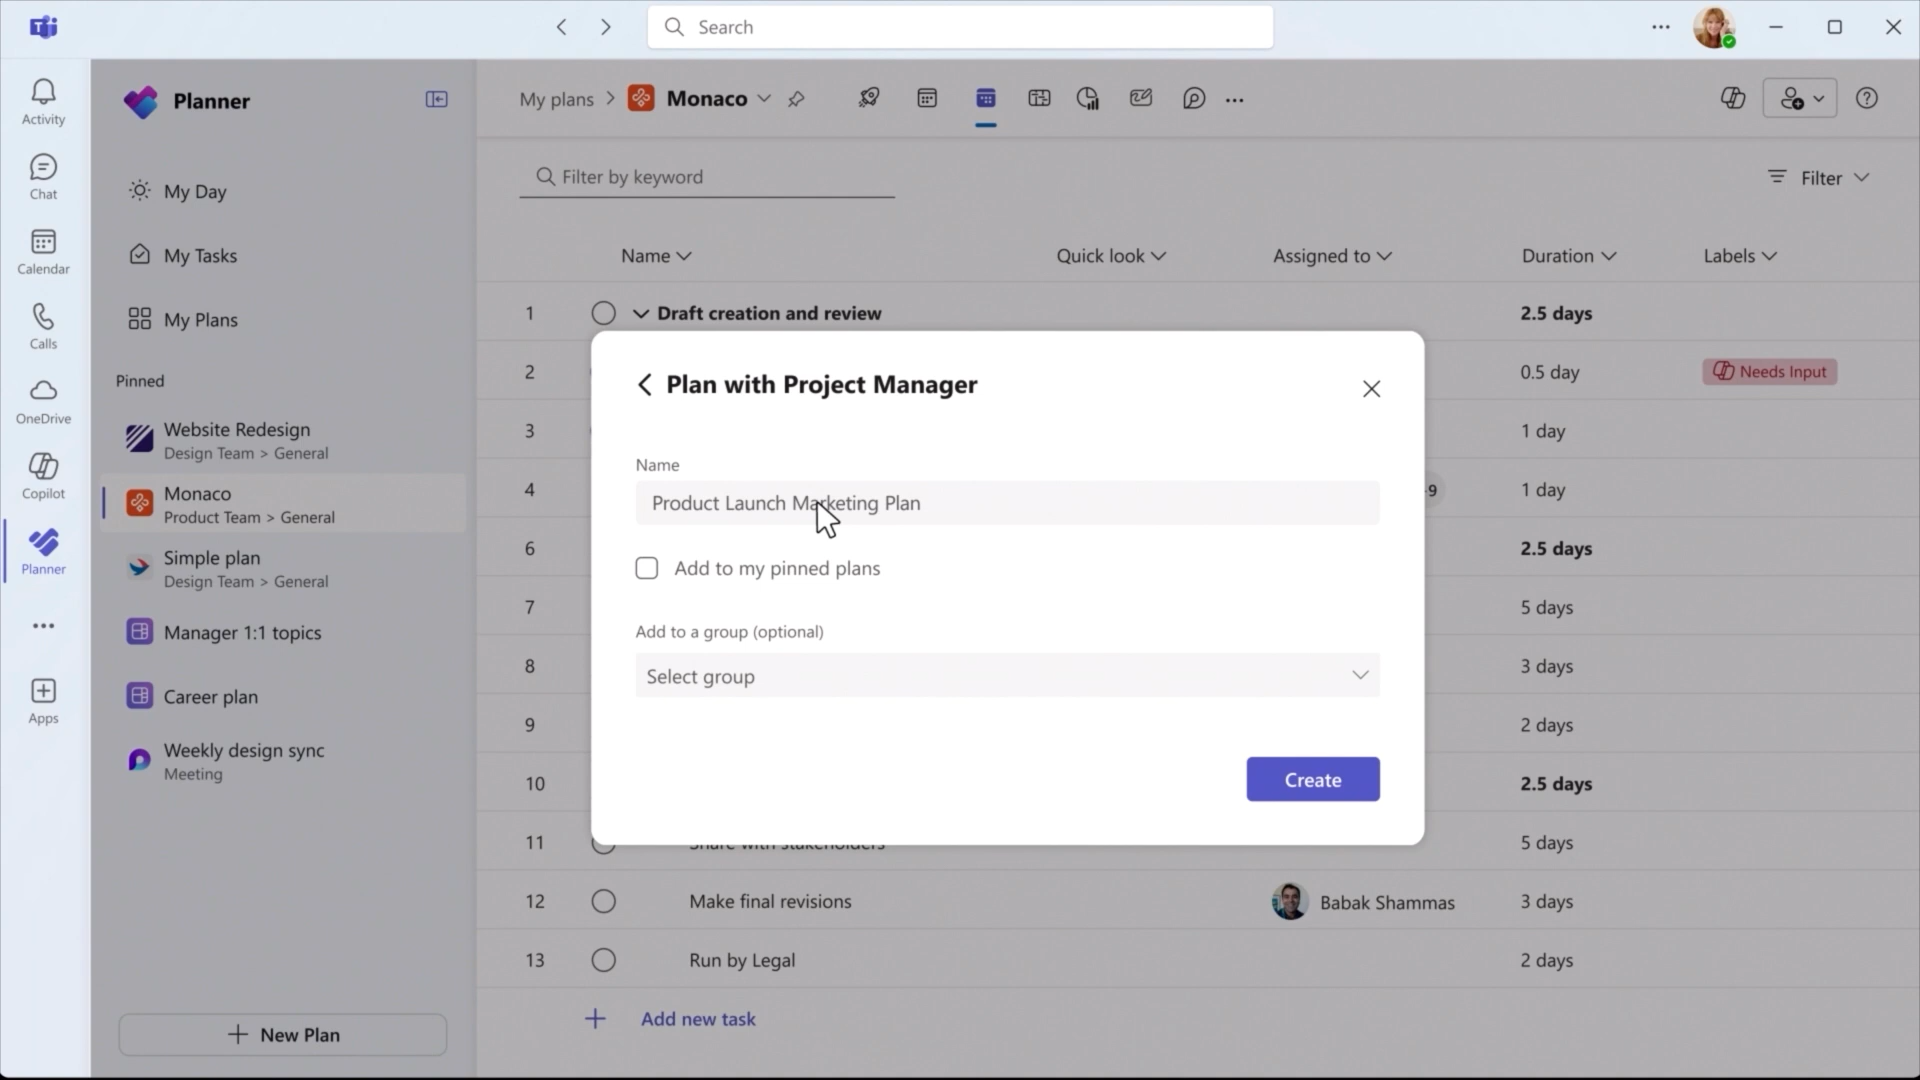 Search
Activity
Chat
Calendar
Calls
OneDrive
Copilot
Planner
Apps
Planner
My Day
My Tasks
My Plans
Pinned
Website Redesign
Design Team > General
Monaco
Product Team > General
Simple plan
Design Team > General
Manager 1:1 topics
Career plan
Weekly design sync
Meeting
New Plan
My plans > Monaco
Filter by keyword
Filter
Name Quick look Assigned to Duration Labels
1 Draft creation and review 2.5 days
2 0.5 day Needs Input
3 1 day
4 9 1 day
6 2.5 days
7 5 days
8 3 days
9 2 days
10 2.5 days
11 Share with stakeholders 5 days
12 Make final revisions Babak Shammas 3 days
13 Run by Legal 2 days
Add new task
Plan with Project Manager
Name
Product Launch Marketing Plan
Add to my pinned plans
Add to a group (optional)
Select group
Create